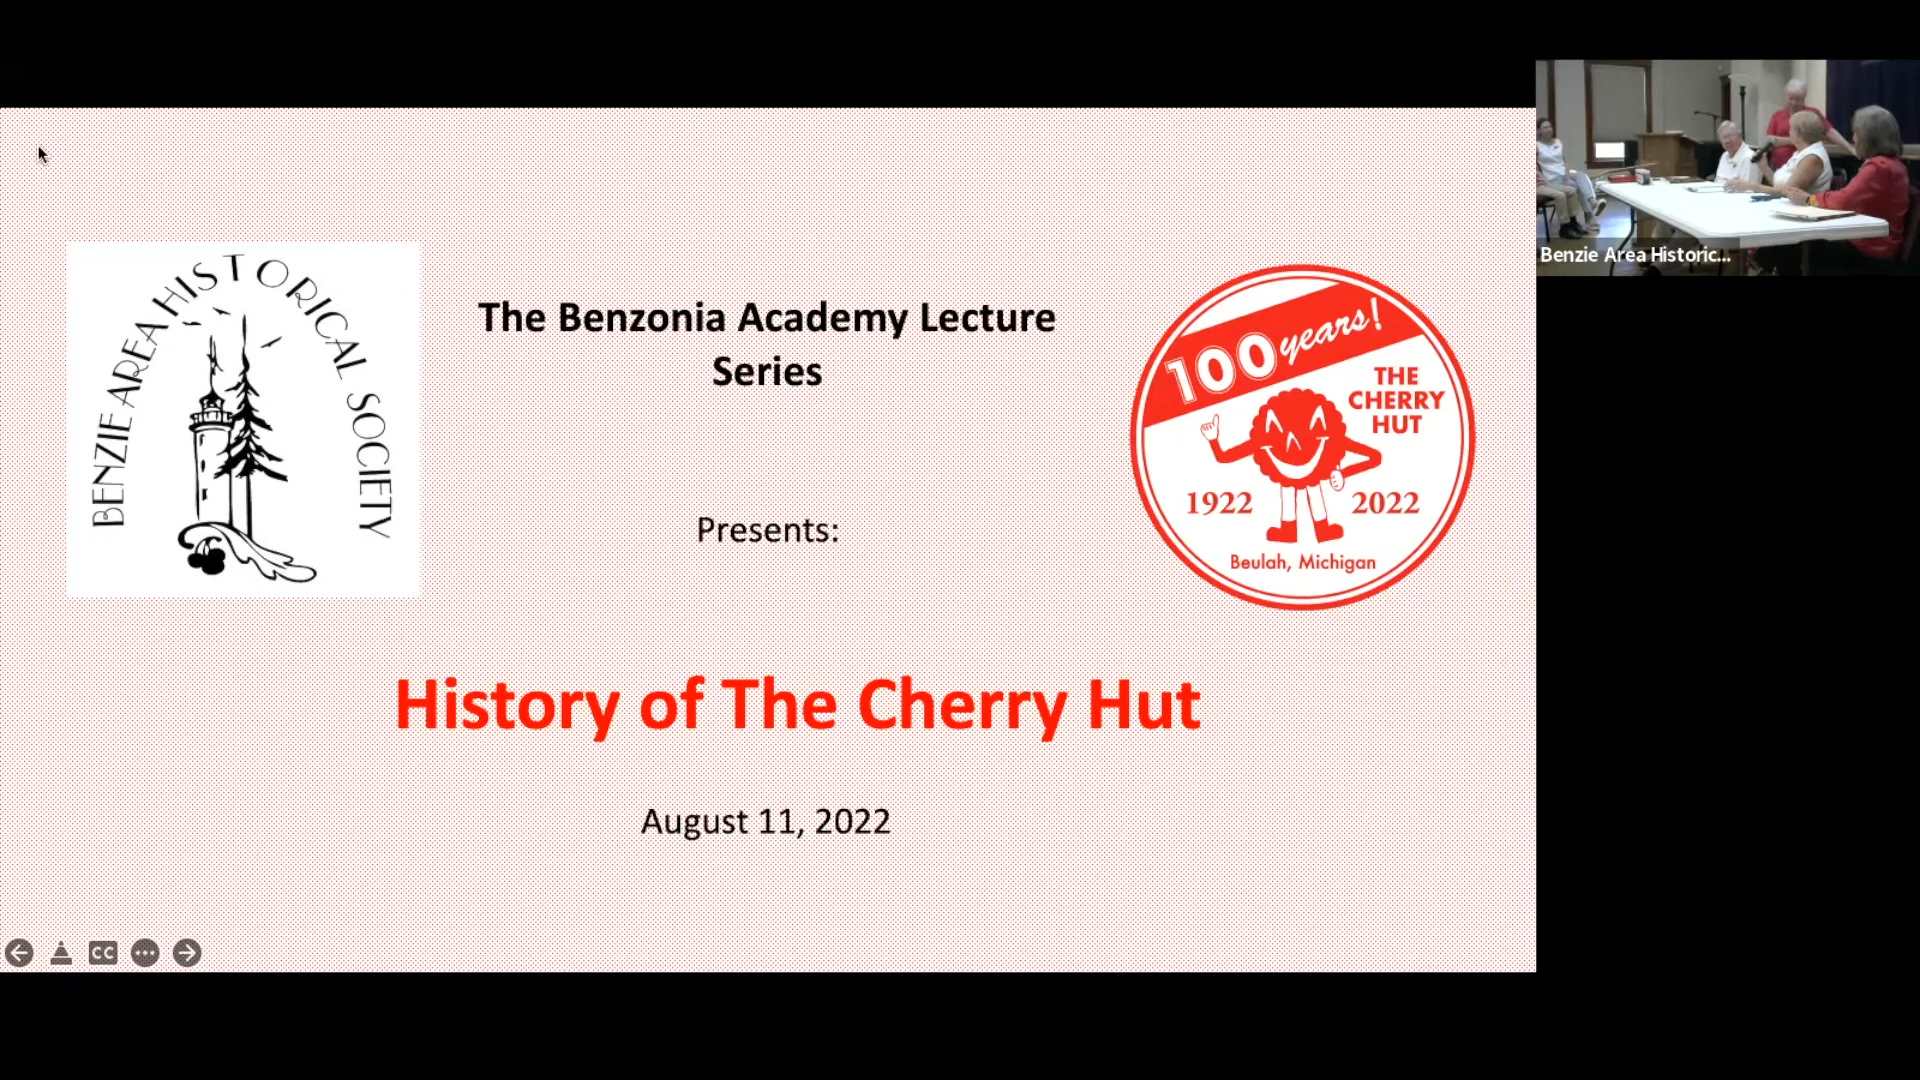 BENZIE AREA HISTORICAL SOCIETY
The Benzonia Academy Lecture
Series
Presents:
100 years!
THE
CHERRY
HUT
1922 2022
Beulah, Michigan
History of The Cherry Hut
August 11, 2022
CC
Benzie Area Historic...